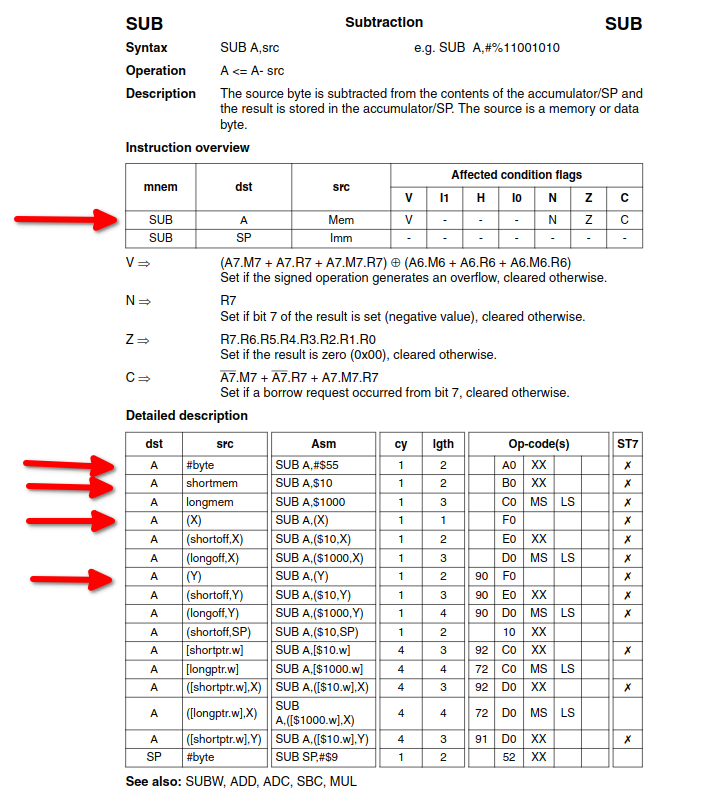 SUB Subtraction SUB
Syntax SUB A,src e.g. SUB A,#%11001010
Operation A <= A- src
Description The source byte is subtracted from the contents of the accumulator/SP and
the result is stored in the accumulator/SP. The source is a memory or data
byte.
Instruction overview
mnem dst src Affected condition flags
V I1 H I0 N Z C
SUB A Mem V - - - N Z C
SUB SP Imm - - - - - - -
V ⇒ (A7.M7 + A7.R7 + A7.M7.R7) ⊕ (A6.M6 + A6.R6 + A6.M6.R6)
Set if the signed operation generates an overflow, cleared otherwise.
N ⇒ R7
Set if bit 7 of the result is set (negative value), cleared otherwise.
Z ⇒ R7.R6.R5.R4.R3.R2.R1.R0
Set if the result is zero (0x00), cleared otherwise.
C ⇒ A̅7̅.M7 + A̅7̅.R7 + A7.M7.R7
Set if a borrow request occurred from bit 7, cleared otherwise.
Detailed description
dst src Asm cy lgth Op-code(s) ST7
A #byte SUB A,#$55 1 2 A0 XX ✗
A shortmem SUB A,$10 1 2 B0 XX ✗
A longmem SUB A,$1000 1 3 C0 MS LS ✗
A (X) SUB A,(X) 1 1 F0 ✗
A (shortoff,X) SUB A,($10,X) 1 2 E0 XX ✗
A (longoff,X) SUB A,($1000,X) 1 3 D0 MS LS ✗
A (Y) SUB A,(Y) 1 2 90 F0 ✗
A (shortoff,Y) SUB A,($10,Y) 1 3 90 E0 XX ✗
A (longoff,Y) SUB A,($1000,Y) 1 4 90 D0 MS LS ✗
A (shortoff,SP) SUB A,($10,SP) 1 2 10 XX
A [shortptr.w] SUB A,[$10.w] 4 3 92 C0 XX ✗
A [longptr.w] SUB A,[$1000.w] 4 4 72 C0 MS LS
A ([shortptr.w],X) SUB A,([$10.w],X) 4 3 92 D0 XX ✗
A ([longptr.w],X) SUB A,([$1000.w],X) 4 4 72 D0 MS LS
A ([shortptr.w],Y) SUB A,([$10.w],Y) 4 3 91 D0 XX ✗
SP #byte SUB SP,#$9 1 2 52 XX
See also: SUBW, ADD, ADC, SBC, MUL